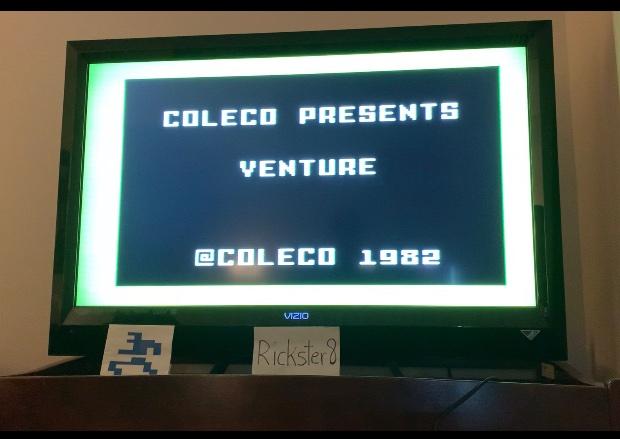 COLECO PRESENTS
VENTURE
@COLECO 1982
VIZIO
Rickster8